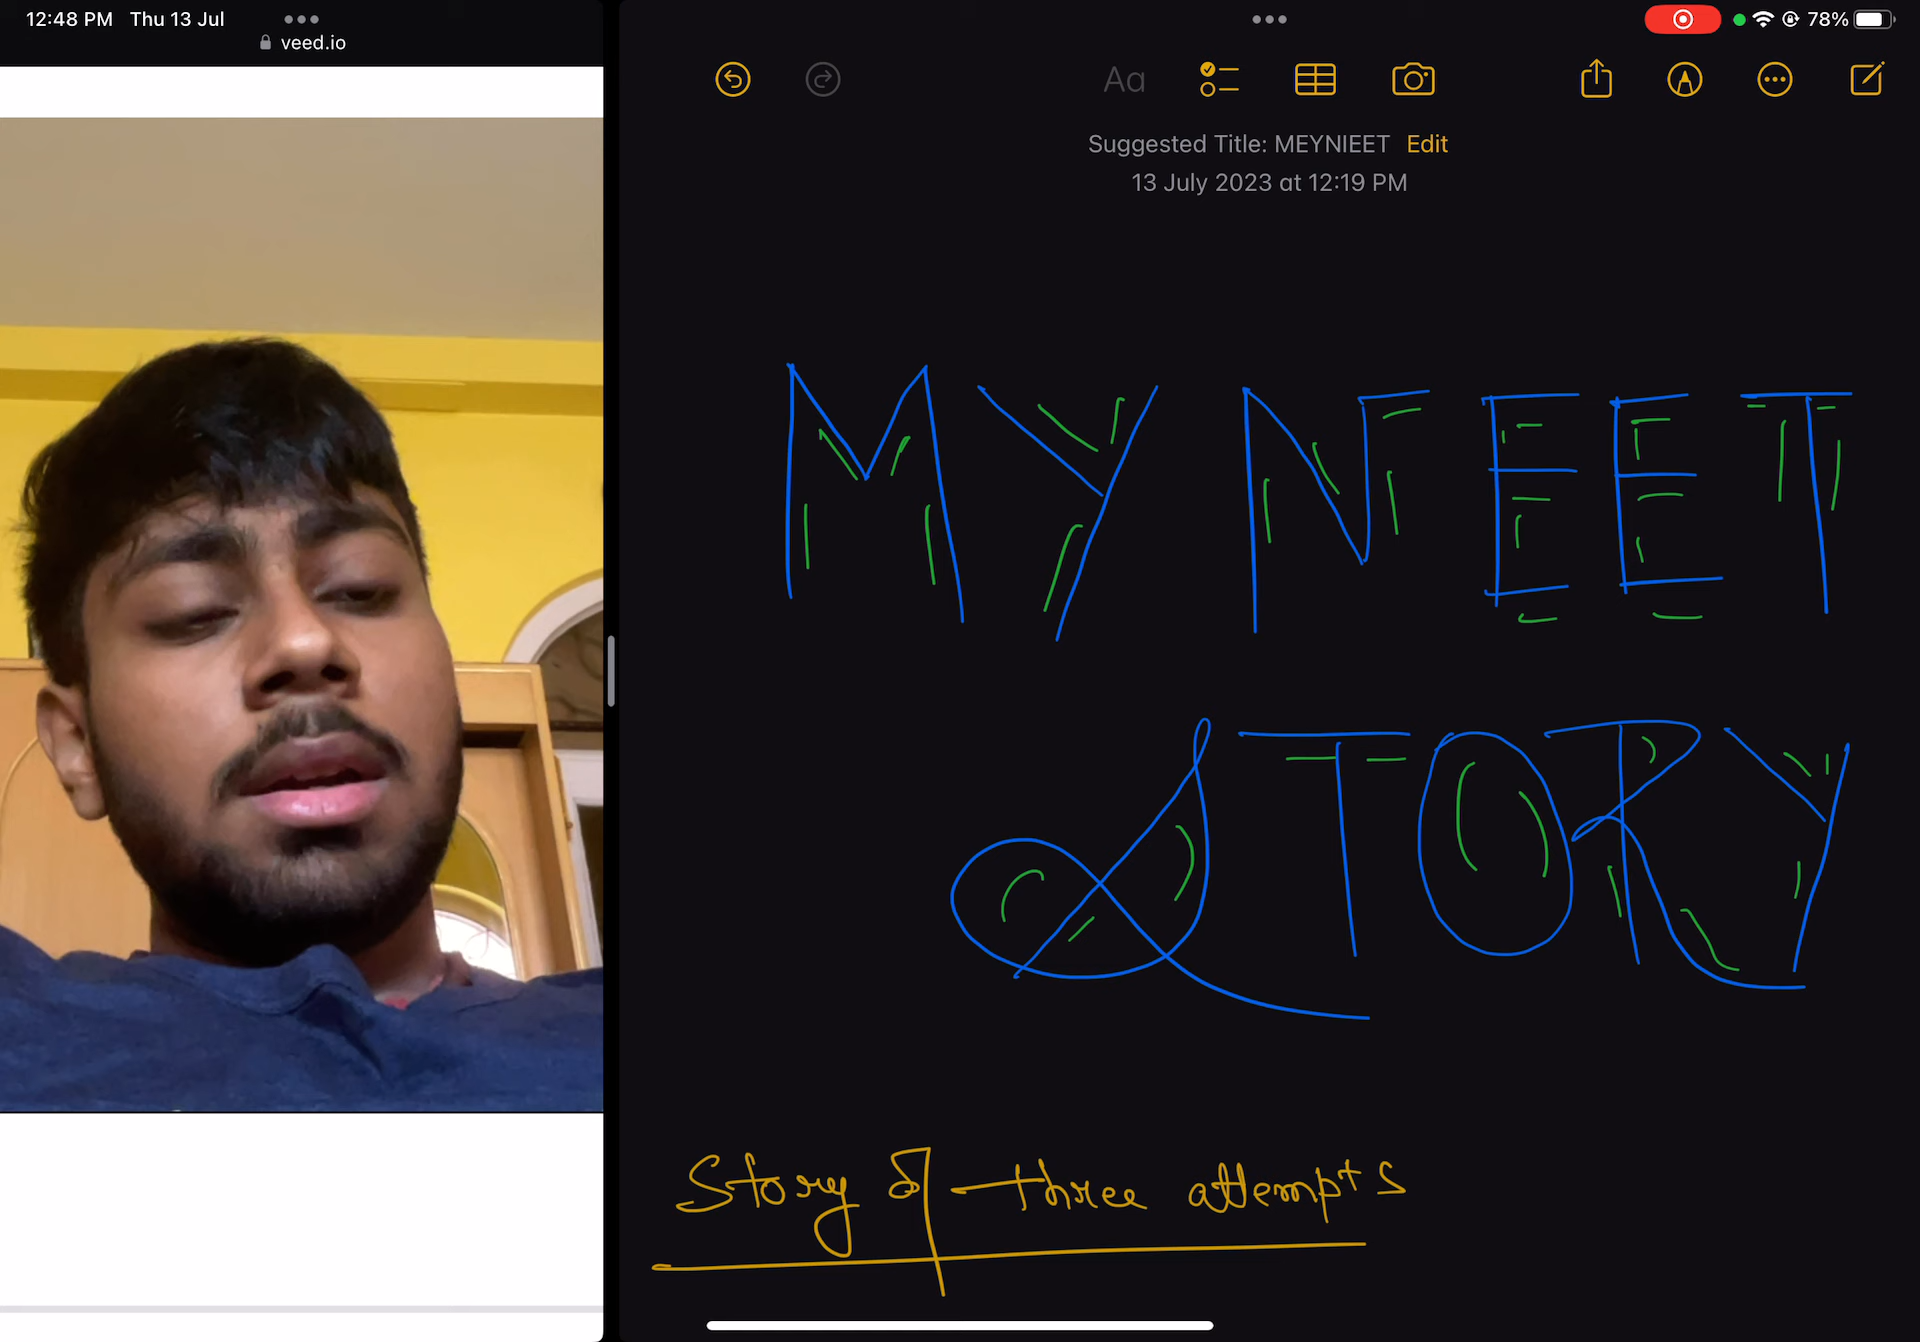 12:48 PM Thu 13 Jul
veed.io
78%
Aa
Suggested Title: MEYNIEET Edit
13 July 2023 at 12:19 PM
MY NEET
STORY
Story of three attempts